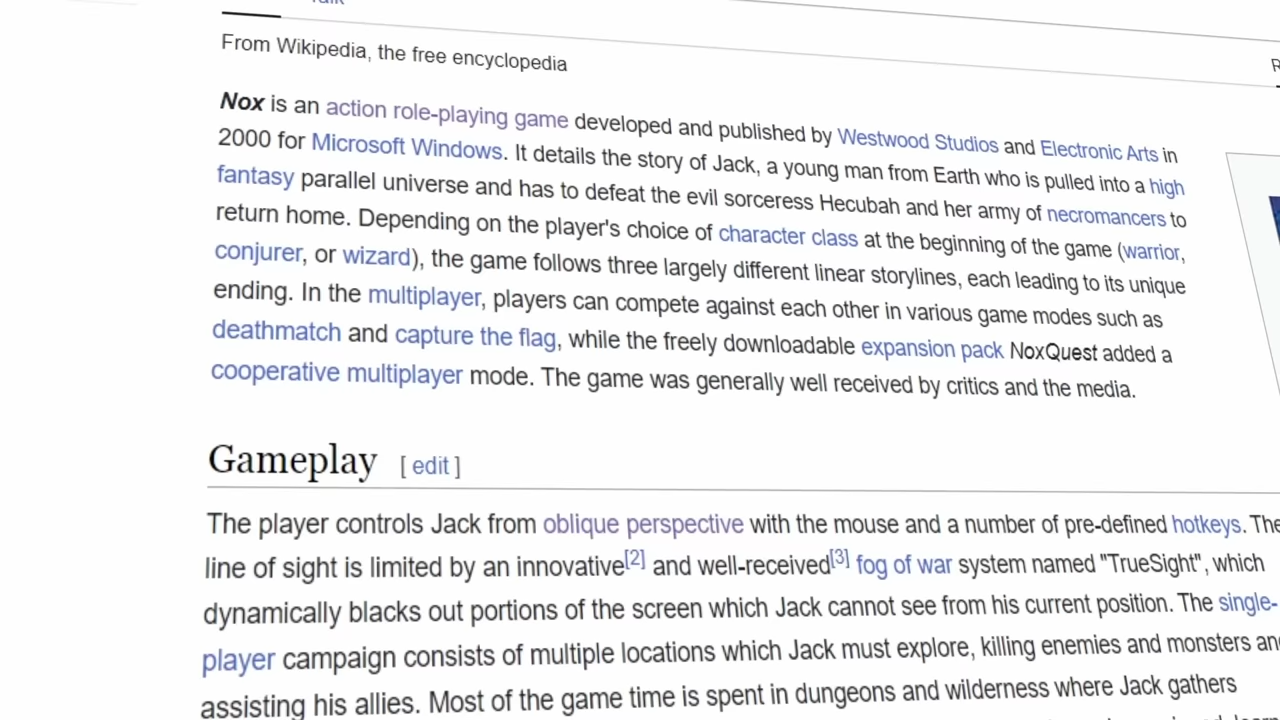 From Wikipedia, the free encyclopedia
Nox is an action role-playing game developed and published by Westwood Studios and Electronic Arts in
2000 for Microsoft Windows. It details the story of Jack, a young man from Earth who is pulled into a high
fantasy parallel universe and has to defeat the evil sorceress Hecubah and her army of necromancers to
return home. Depending on the player's choice of character class at the beginning of the game (warrior,
conjurer, or wizard), the game follows three largely different linear storylines, each leading to its unique
ending. In the multiplayer, players can compete against each other in various game modes such as
deathmatch and capture the flag, while the freely downloadable expansion pack NoxQuest added a
cooperative multiplayer mode. The game was generally well received by critics and the media.
Gameplay [ edit ]
The player controls Jack from oblique perspective with the mouse and a number of pre-defined hotkeys. The
line of sight is limited by an innovative[2] and well-received[3] fog of war system named "TrueSight", which
dynamically blacks out portions of the screen which Jack cannot see from his current position. The single-
player campaign consists of multiple locations which Jack must explore, killing enemies and monsters and
assisting his allies. Most of the game time is spent in dungeons and wilderness where Jack gathers